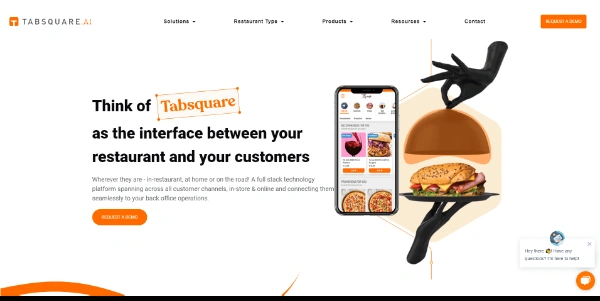 TABSQUARE.AI
Solutions
Restaurant Type
Products
Resources
Contact
REQUEST A DEMO
Think of Tabsquare
as the interface between your
restaurant and your customers
Wherever they are - in-restaurant, at home or on the road! A full stack technology
platform spanning across all customer channels, in-store & online and connecting them
seamlessly to your back office operations.
REQUEST A DEMO
Hey there 👋 I have any
questions? I'm here to help!